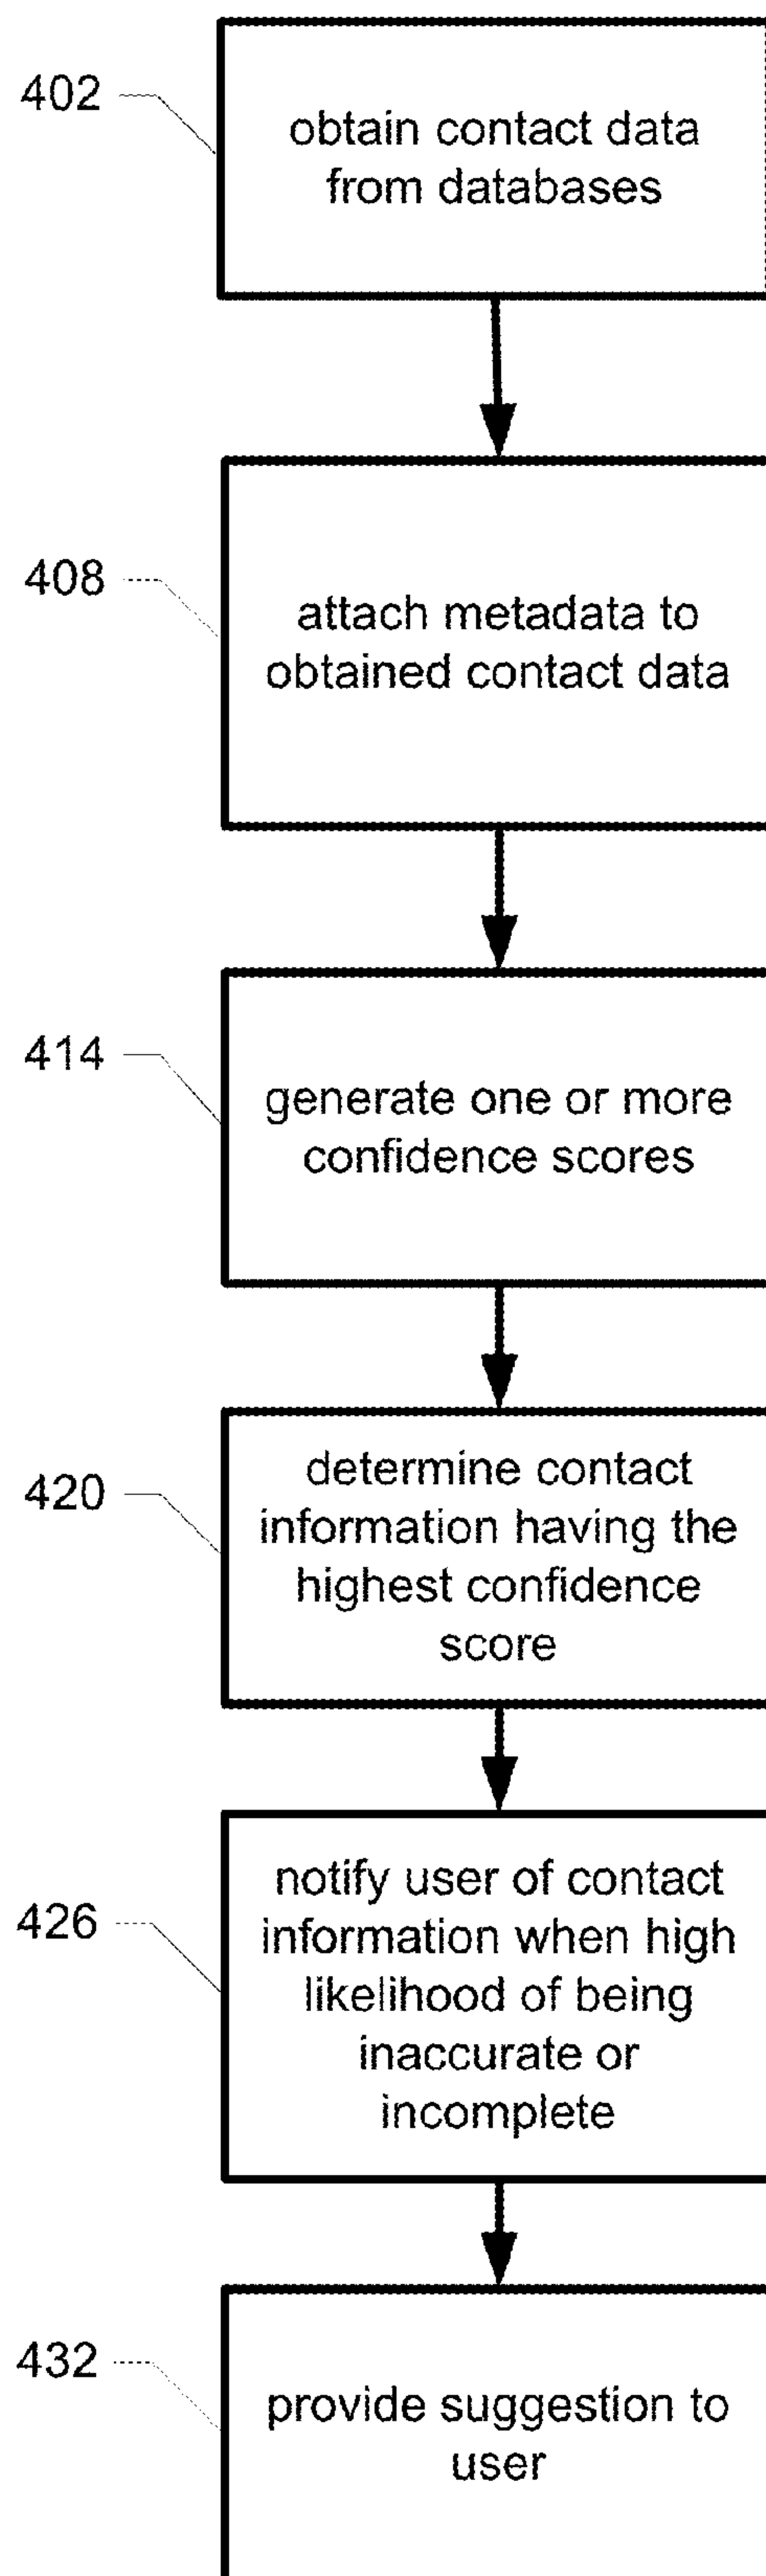 402
obtain contact data
from databases
408
attach metadata to
obtained contact data
414
generate one or more
confidence scores
420
determine contact
information having the
highest confidence
score
426
notify user of contact
information when high
likelihood of being
inaccurate or
incomplete
432
provide suggestion to
user